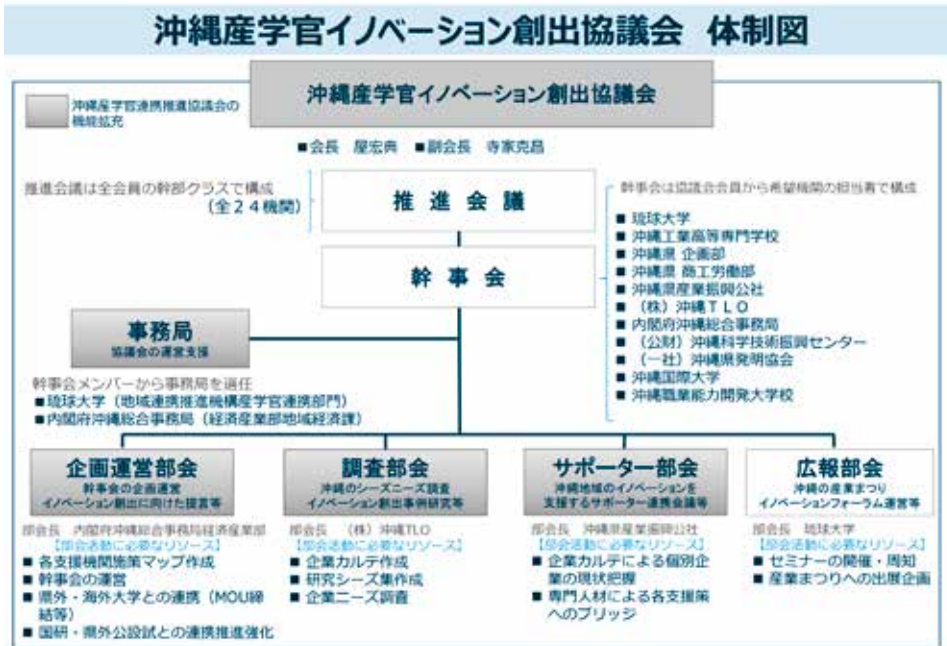 沖縄産学官イノベーション創出協議会 体制図
沖縄産学官連携推進協議会の
機能拡充
沖縄産学官イノベーション創出協議会
■会長 屋宏典 ■副会長 寺家克昌
推進会議は全会員の幹部クラスで構成
(全24機関)
推進会議
幹事会
幹事会は協議会会員から希望機関の担当者で構成
■ 琉球大学
■ 沖縄工業高等専門学校
■ 沖縄県 企画部
■ 沖縄県 商工労働部
■ 沖縄県産業振興公社
■ (株)沖縄TLO
■ 内閣府沖縄総合事務局
■ (公財)沖縄科学技術振興センター
■ (一社)沖縄県発明協会
■ 沖縄国際大学
■ 沖縄職業能力開発大学校
事務局
協議会の運営支援
幹事会メンバーから事務局を選任
■琉球大学(地域連携推進機構産学官連携部門)
■内閣府沖縄総合事務局(経済産業部地域経済課)
企画運営部会
幹事会の企画運営
イノベーション創出に向けた提言等
部会長 内閣府沖縄総合事務局経済産業部
【部会活動に必要なリソース】
■ 各支援機関施策マップ作成
■ 幹事会の運営
■ 県外・海外大学との連携(MOU締
結等)
■ 国研・県外公設試との連携推進強化
調査部会
沖縄のシーズニーズ調査
イノベーション創出事例研究等
部会長 (株)沖縄TLO
【部会活動に必要なリソース】
■ 企業カルテ作成
■ 研究シーズ集作成
■ 企業ニーズ調査
サポーター部会
沖縄地域のイノベーションを
支援するサポーター連携会議等
部会長 沖縄県産業振興公社
【部会活動に必要なリソース】
■ 企業カルテによる個別企
業の現状把握
■ 専門人材による各支援策
へのブリッジ
広報部会
沖縄の産業まつり
イノベーションフォーラム運営等
部会長 琉球大学
【部会活動に必要なリソース】
■ セミナーの開催・周知
■ 産業まつりへの出展企画